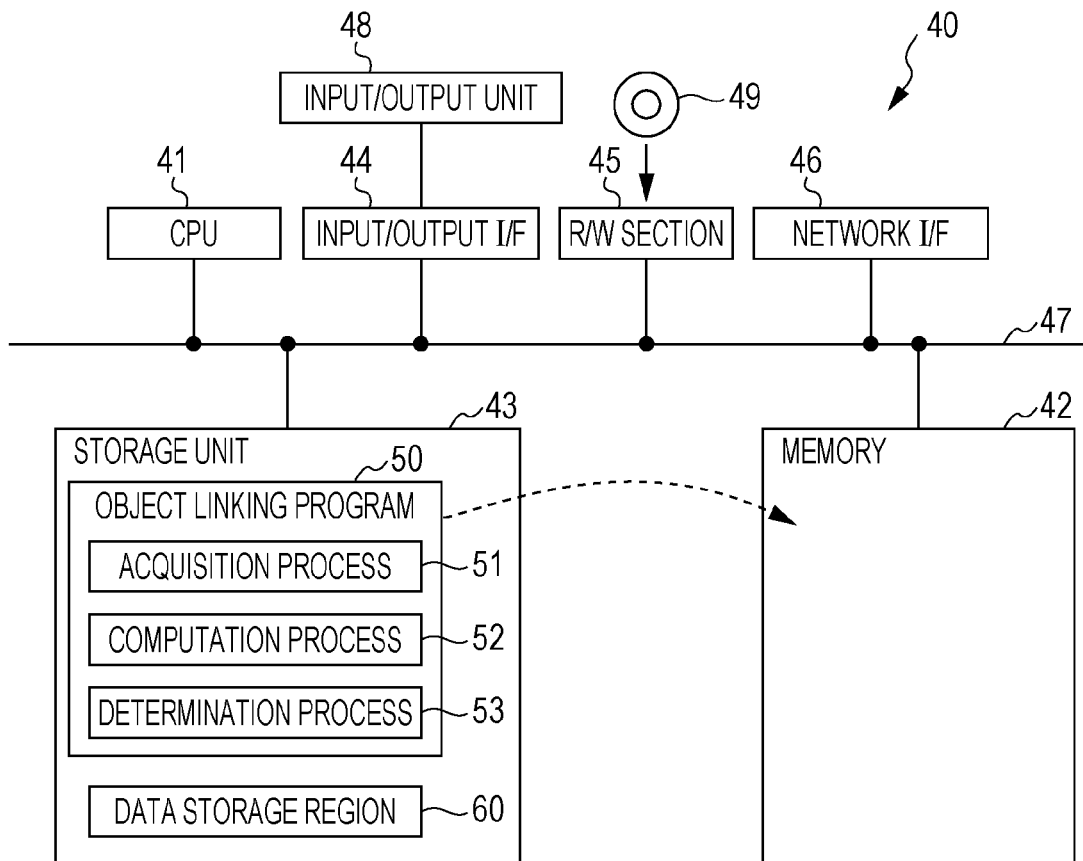 40
48
INPUT/OUTPUT UNIT
49
41
CPU
44
INPUT/OUTPUT I/F
45
R/W SECTION
46
NETWORK I/F
47
43
STORAGE UNIT
50
OBJECT LINKING PROGRAM
ACQUISITION PROCESS
51
COMPUTATION PROCESS
52
DETERMINATION PROCESS
53
DATA STORAGE REGION
60
42
MEMORY